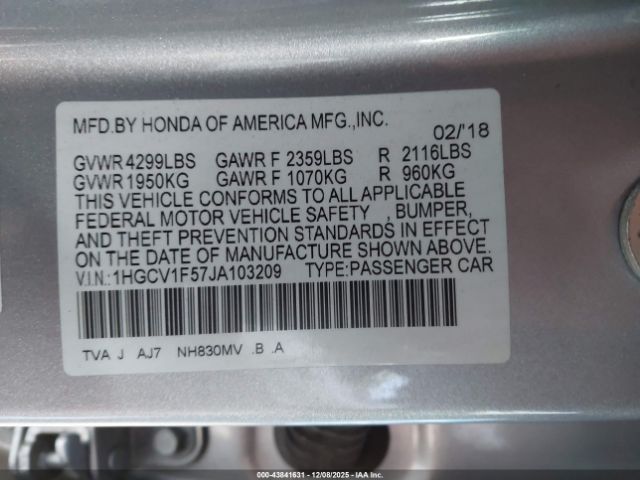 MFD.BY HONDA OF AMERICA MFG.,INC. 02/'18
GVWR 4299LBS GAWR F 2359LBS R 2116LBS
GVWR 1950KG GAWR F 1070KG R 960KG
THIS VEHICLE CONFORMS TO ALL APPLICABLE
FEDERAL MOTOR VEHICLE SAFETY , BUMPER,
AND THEFT PREVENTION STANDARDS IN EFFECT
ON THE DATE OF MANUFACTURE SHOWN ABOVE.
V.I.N.:1HGCV1F57JA103209 TYPE:PASSENGER CAR
TVA J AJ7 NH830MV .B .A
000-43841631 - 12/08/2025 - IAA Inc.